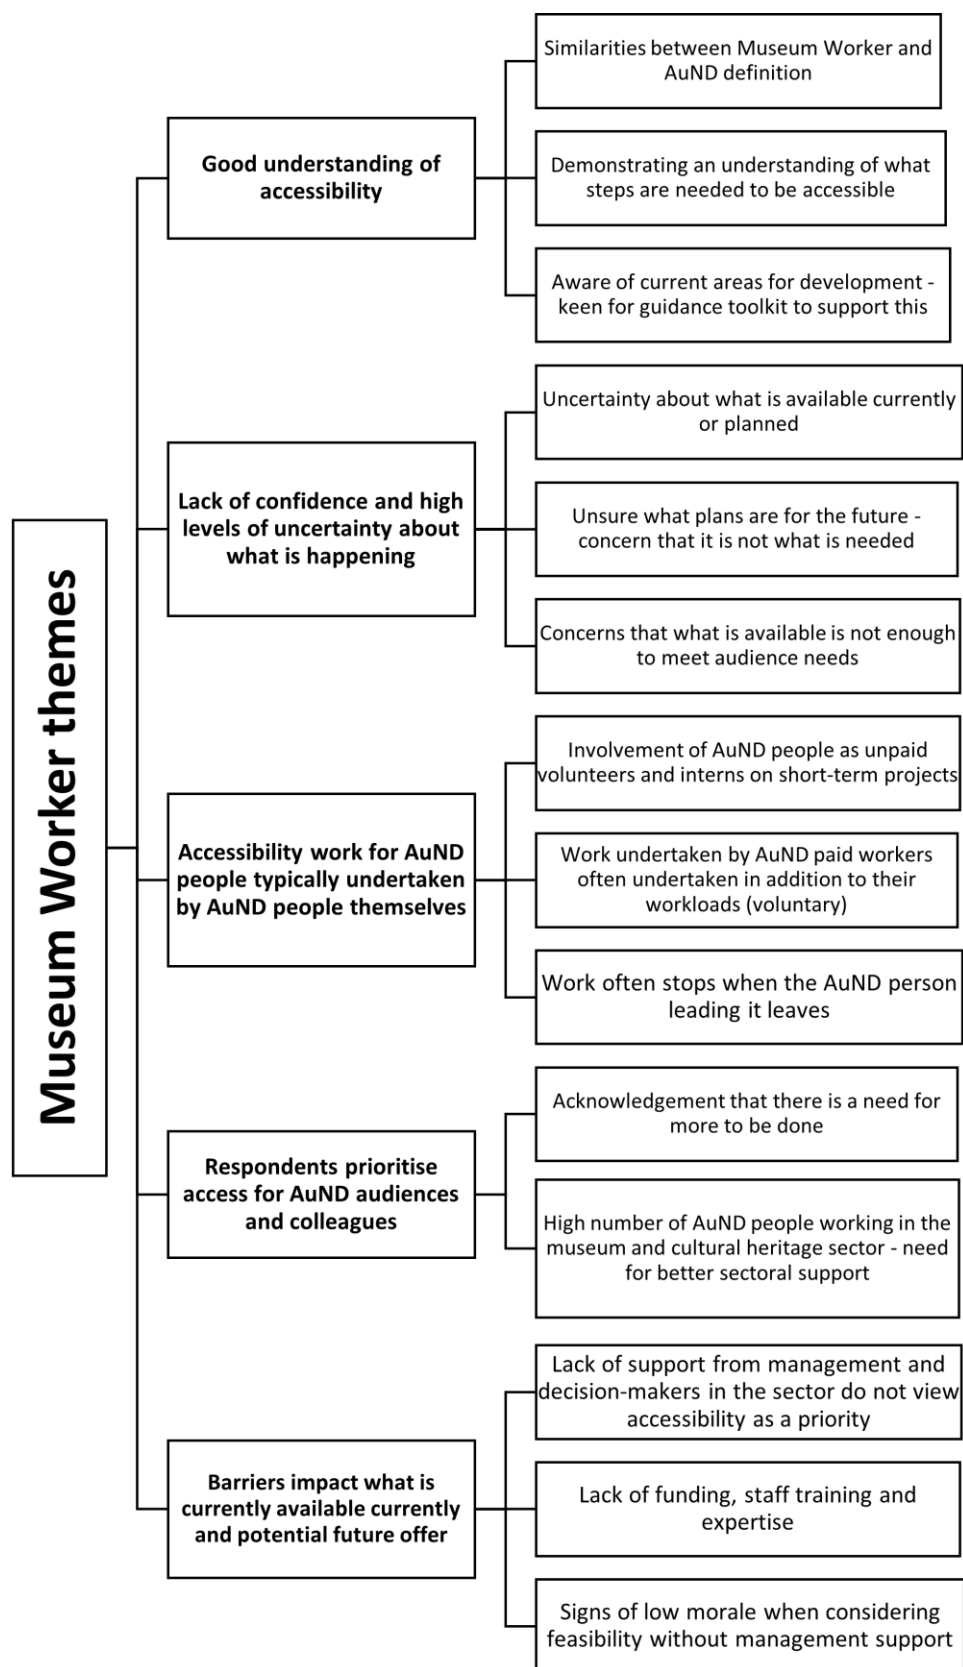 Museum Worker themes
Good understanding of
accessibility
Similarities between Museum Worker and
AuND definition
Demonstrating an understanding of what
steps are needed to be accessible
Aware of current areas for development -
keen for guidance toolkit to support this
Lack of confidence and high
levels of uncertainty about
what is happening
Uncertainty about what is available currently
or planned
Unsure what plans are for the future -
concern that it is not what is needed
Concerns that what is available is not enough
to meet audience needs
Accessibility work for AuND
people typically undertaken
by AuND people themselves
Involvement of AuND people as unpaid
volunteers and interns on short-term projects
Work undertaken by AuND paid workers
often undertaken in addition to their
workloads (voluntary)
Work often stops when the AuND person
leading it leaves
Respondents prioritise
access for AuND audiences
and colleagues
Acknowledgement that there is a need for
more to be done
High number of AuND people working in the
museum and cultural heritage sector - need
for better sectoral support
Barriers impact what is
currently available currently
and potential future offer
Lack of support from management and
decision-makers in the sector do not view
accessibility as a priority
Lack of funding, staff training and
expertise
Signs of low morale when considering
feasibility without management support